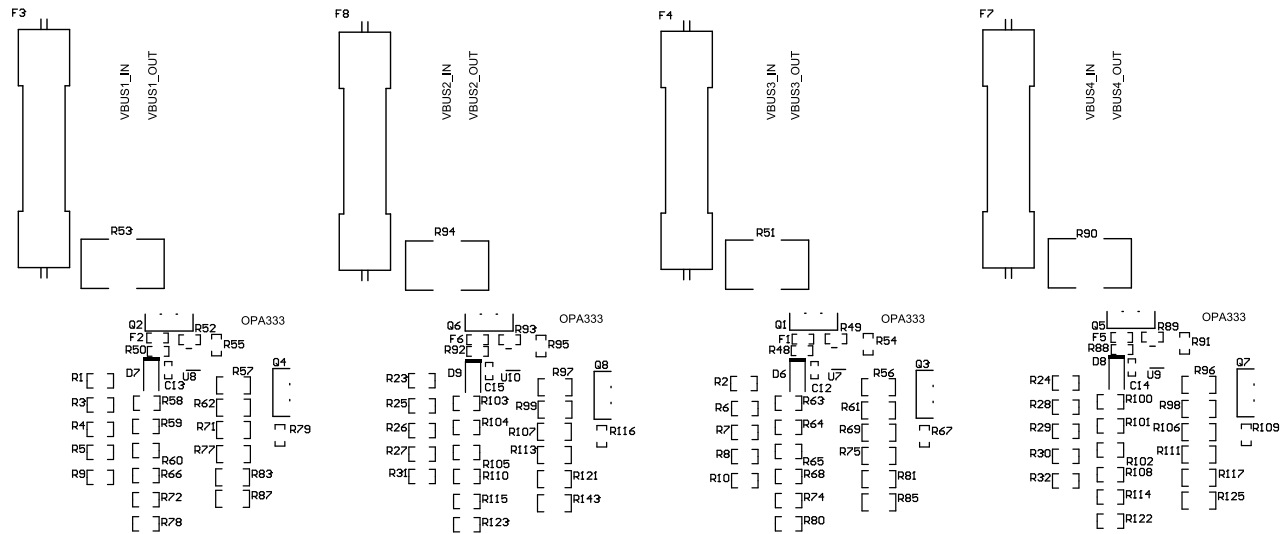 F3
F8
F4
F7
VBUS1_IN
VBUS1_OUT
VBUS2_IN
VBUS2_OUT
VBUS3_IN
VBUS3_OUT
VBUS4_IN
VBUS4_OUT
R53
R94
R51
R90
Q2
R52
OPA333
F2
R55
R50
D7
C13
U8
R57
Q4
R1
R3
R4
R5
R9
R58
R59
R60
R66
R72
R78
R62
R71
R77
R83
R87
R79
Q6
R93
OPA333
F6
R95
R92
D9
C15
U10
R97
Q8
R23
R25
R26
R27
R31
R103
R104
R105
R110
R115
R123
R99
R107
R113
R121
R143
R116
Q1
R49
OPA333
F1
R54
R48
D6
C12
U7
R56
Q3
R2
R6
R7
R8
R10
R63
R64
R65
R68
R74
R80
R61
R69
R75
R81
R85
R67
Q5
R89
OPA333
F5
R91
R88
D8
C14
U9
R96
Q7
R24
R28
R29
R30
R32
R100
R101
R102
R108
R114
R122
R98
R106
R111
R117
R125
R109